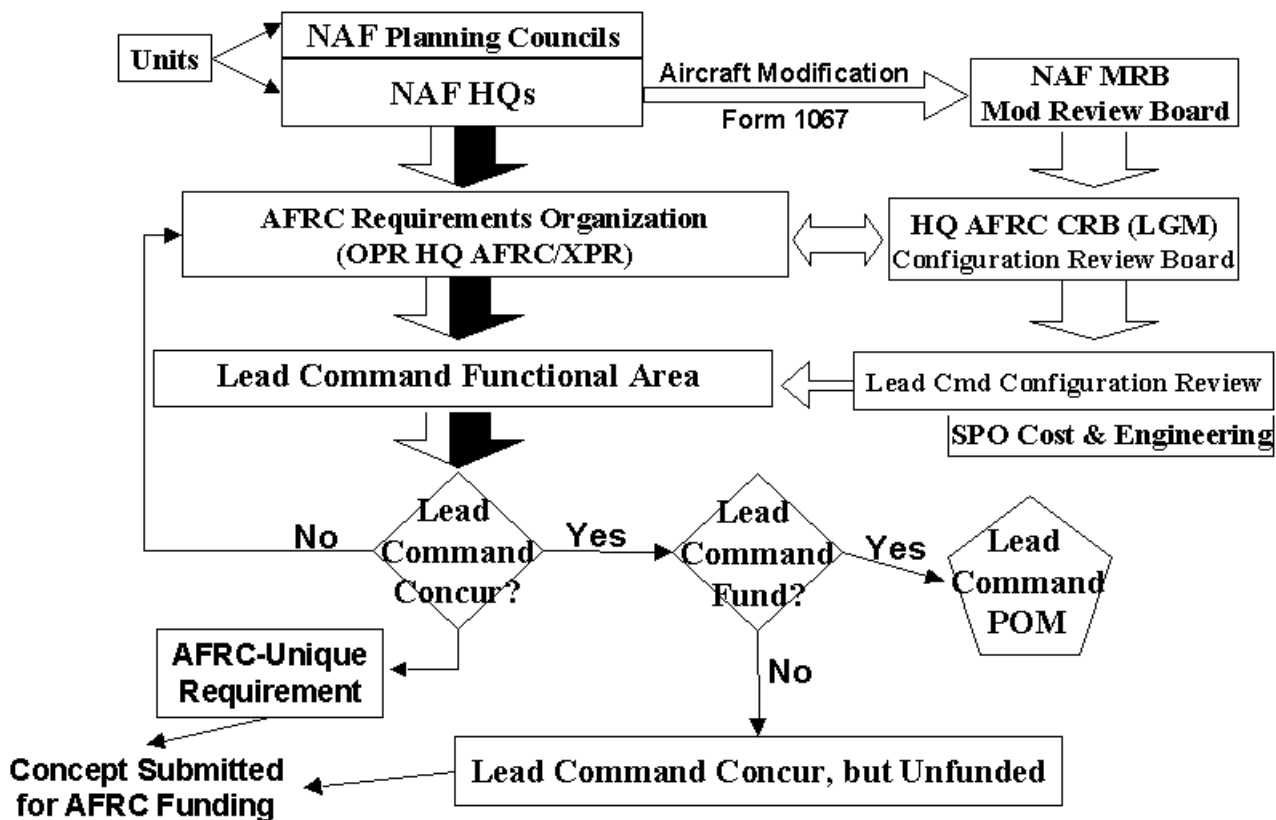 NAF Planning Councils
Units
NAF HQs
Aircraft Modification
Form 1067
NAF MRB
Mod Review Board
AFRC Requirements Organization
(OPR HQ AFRC/XPR)
HQ AFRC CRB (LGM)
Configuration Review Board
Lead Command Functional Area
Lead Cmd Configuration Review
SPO Cost & Engineering
Lead
Command
Concur?
No
Yes
Lead
Command
Fund?
Yes
No
Lead
Command
POM
AFRC-Unique
Requirement
Lead Command Concur, but Unfunded
Concept Submitted
for AFRC Funding